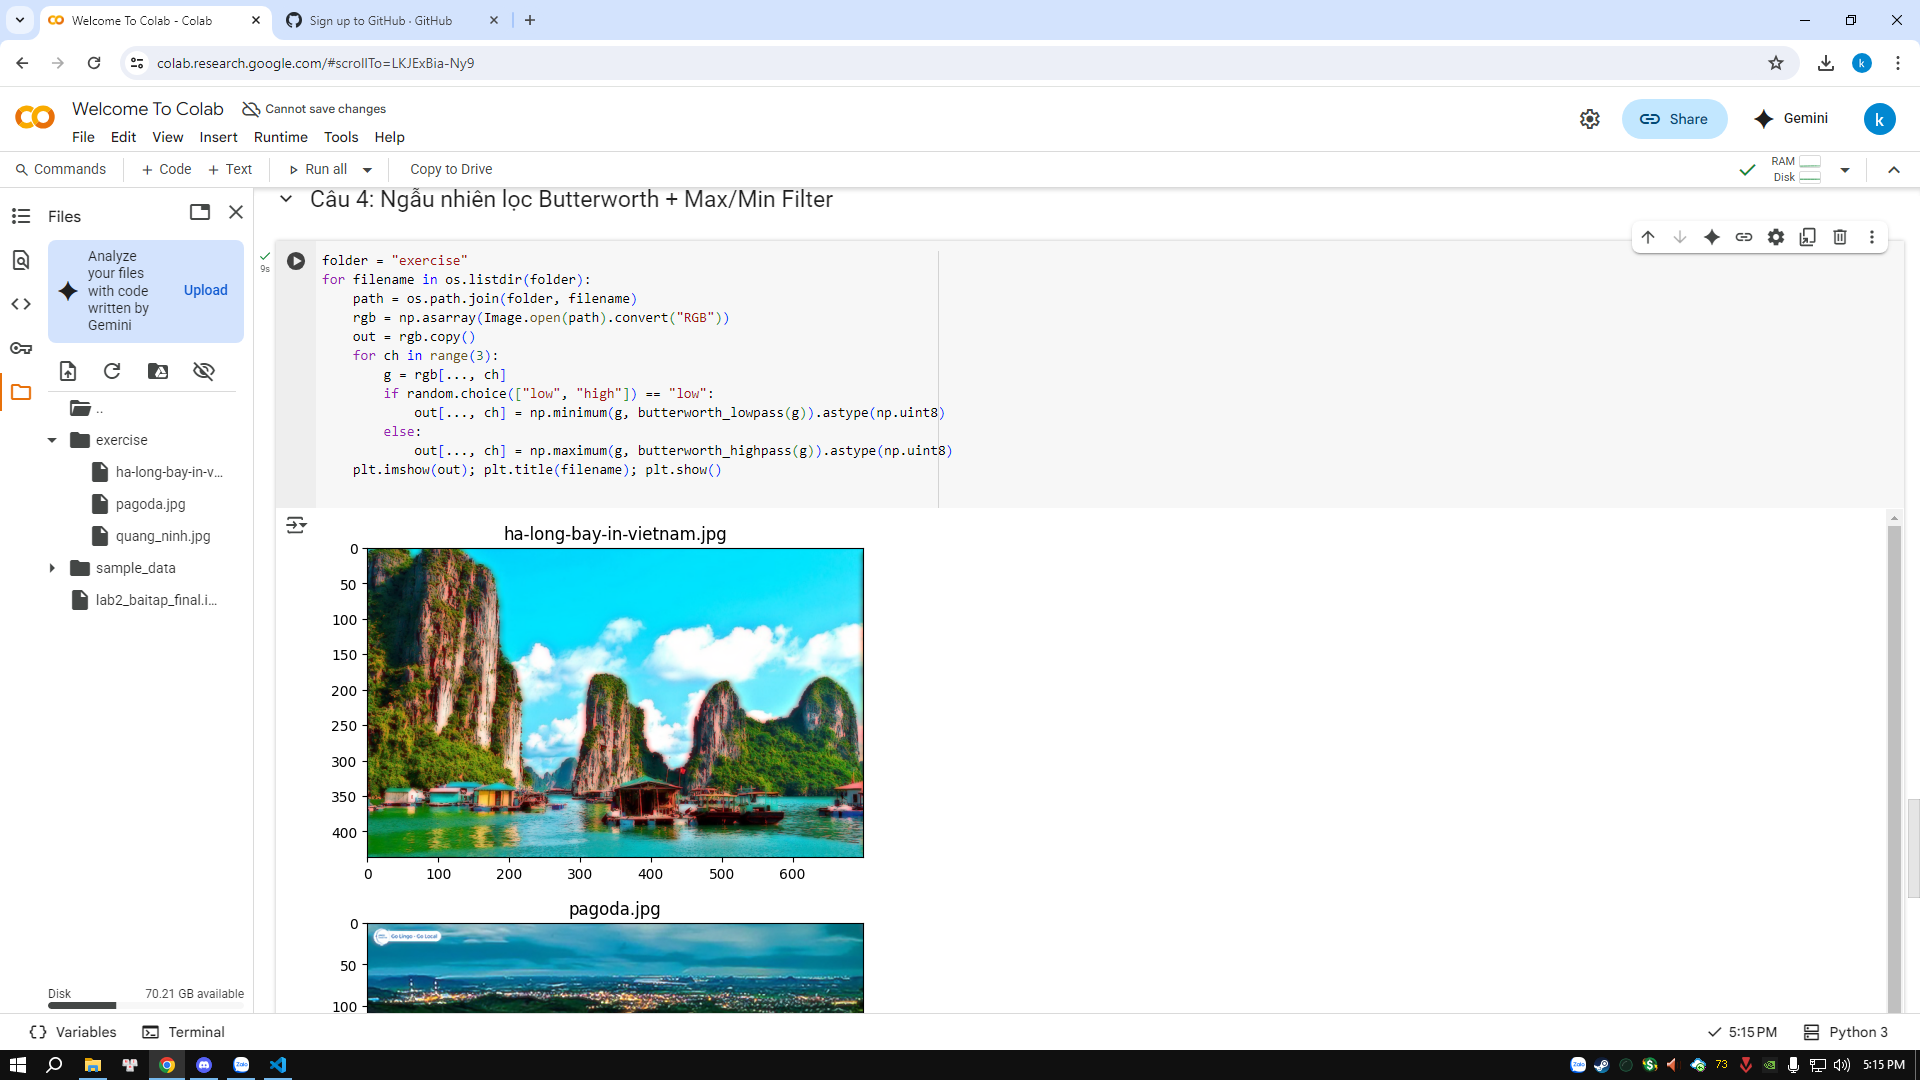 Welcome To Colab - Colab
Sign up to GitHub · GitHub
colab.research.google.com/#scrollTo=LKJExBia-Ny9
k
Welcome To Colab
Cannot save changes
File Edit View Insert Runtime Tools Help
Share
Gemini
k
Commands
+ Code + Text
Run all
Copy to Drive
RAM
Disk
Files
Analyze
your files
with code
written by
Gemini
Upload
..
exercise
ha-long-bay-in-v...
pagoda.jpg
quang_ninh.jpg
sample_data
lab2_baitap_final.i...
Disk 70.21 GB available
Câu 4: Ngẫu nhiên lọc Butterworth + Max/Min Filter
9s
folder = "exercise"
for filename in os.listdir(folder):
    path = os.path.join(folder, filename)
    rgb = np.asarray(Image.open(path).convert("RGB"))
    out = rgb.copy()
    for ch in range(3):
        g = rgb[..., ch]
        if random.choice(["low", "high"]) == "low":
            out[..., ch] = np.minimum(g, butterworth_lowpass(g)).astype(np.uint8)
        else:
            out[..., ch] = np.maximum(g, butterworth_highpass(g)).astype(np.uint8)
    plt.imshow(out); plt.title(filename); plt.show()
ha-long-bay-in-vietnam.jpg
0
50
100
150
200
250
300
350
400
0 100 200 300 400 500 600
pagoda.jpg
0
50
100
Go Lingo - Go Local
Variables
Terminal
5:15 PM
Python 3
Zalo
Zalo
73
5:15 PM